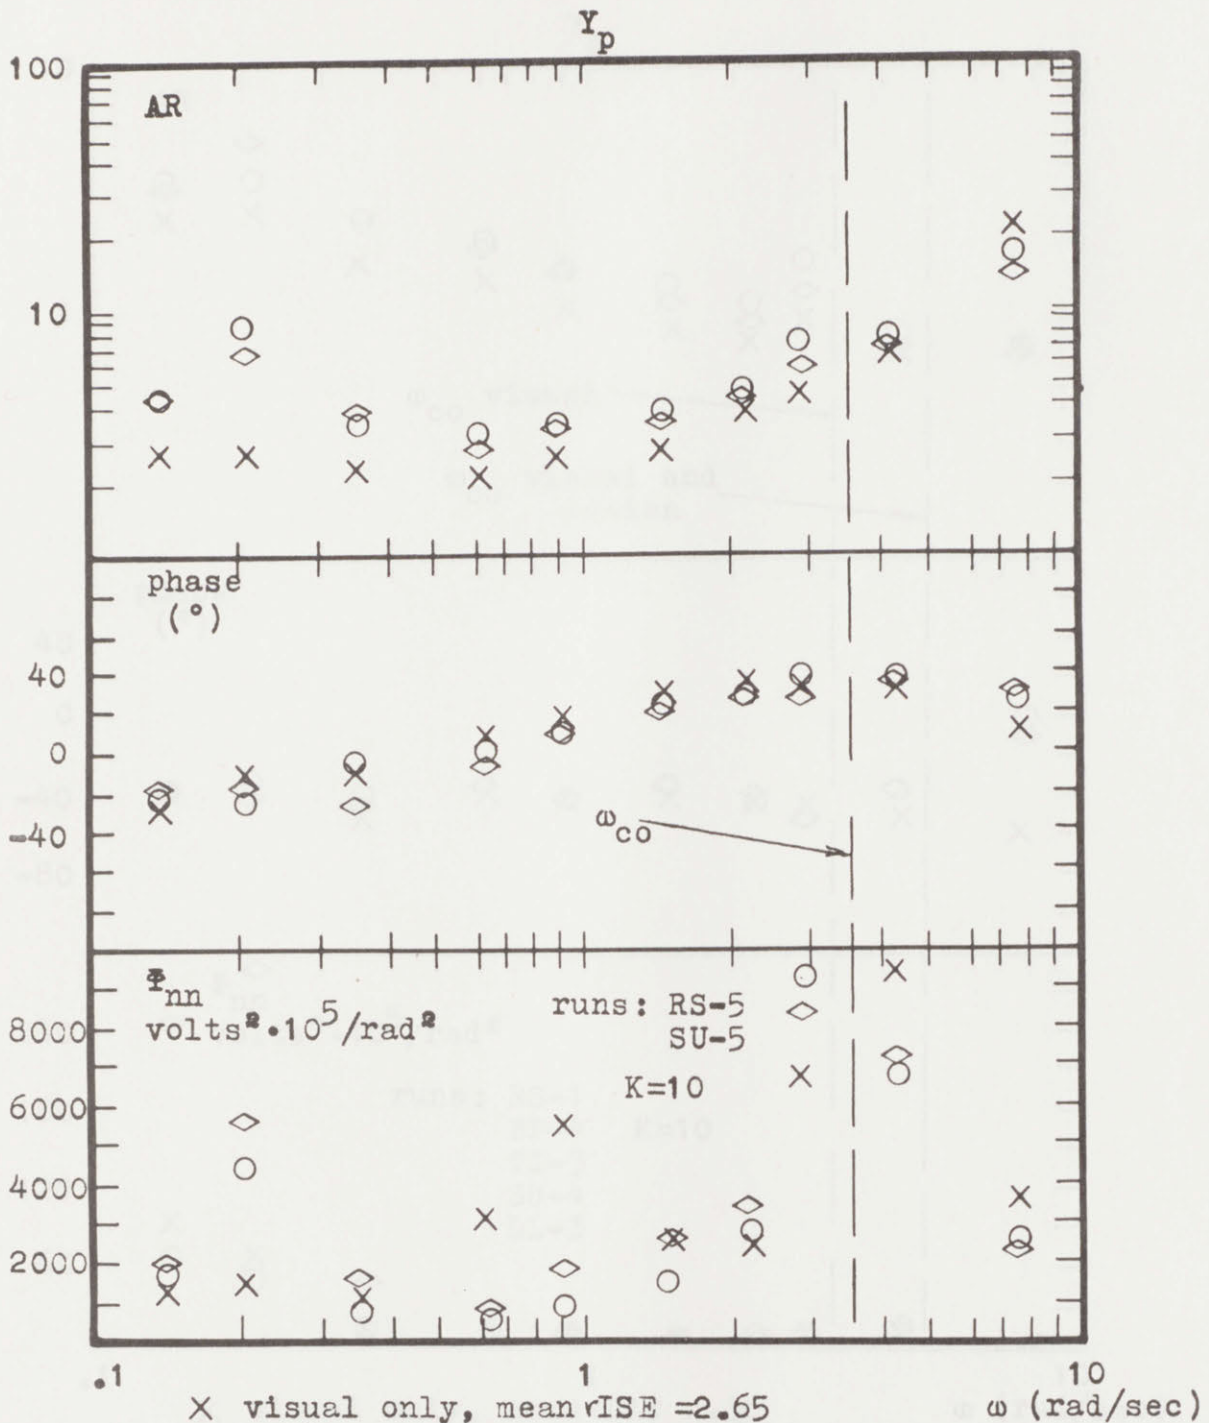 Y_p
100
AR
10
phase
(°)
40
0
-40
ω_co
Φ_nn
volts²·10⁵/rad²
runs: RS-5
SU-5
K=10
8000
6000
4000
2000
.1 1 10
× visual only, mean √ISE =2.65 ω (rad/sec)